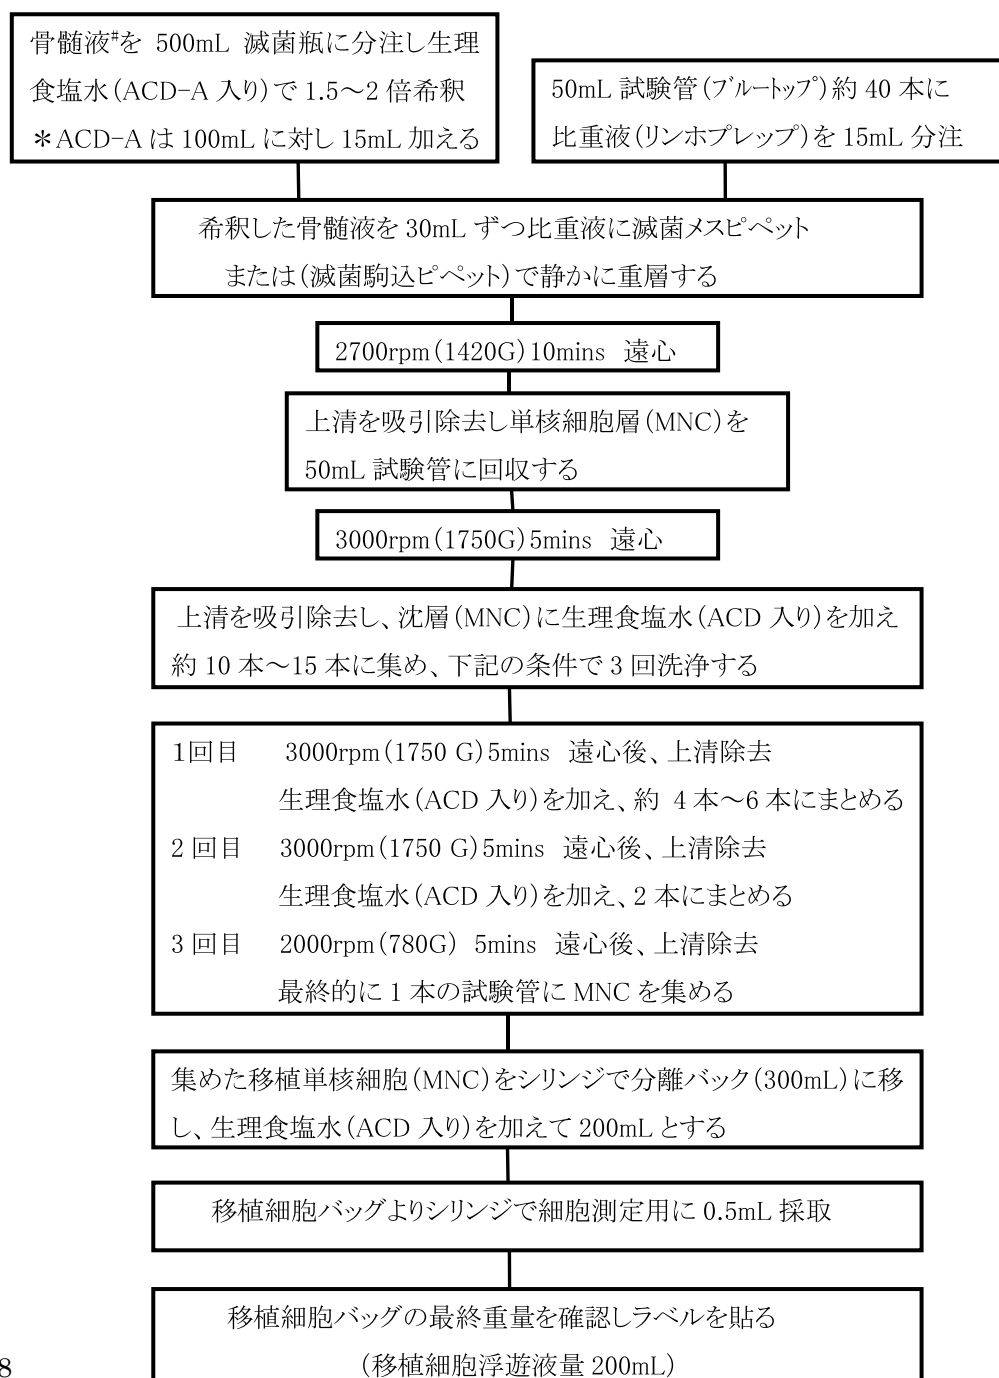 骨髄液#を 500mL 滅菌瓶に分注し生理
食塩水(ACD-A 入り)で 1.5～2 倍希釈
＊ACD-A は 100mL に対し 15mL 加える
50mL 試験管(ブルートップ)約 40 本に
比重液(リンホプレップ)を 15mL 分注
希釈した骨髄液を 30mL ずつ比重液に滅菌メスピペット
または(滅菌駒込ピペット)で静かに重層する
2700rpm(1420G)10mins 遠心
上清を吸引除去し単核細胞層(MNC)を
50mL 試験管に回収する
3000rpm(1750G)5mins 遠心
上清を吸引除去し、沈層(MNC)に生理食塩水(ACD 入り)を加え
約 10 本～15 本に集め、下記の条件で 3 回洗浄する
1回目 3000rpm(1750 G)5mins 遠心後、上清除去
生理食塩水(ACD 入り)を加え、約 4 本～6 本にまとめる
2 回目 3000rpm(1750 G)5mins 遠心後、上清除去
生理食塩水(ACD 入り)を加え、2 本にまとめる
3 回目 2000rpm(780G) 5mins 遠心後、上清除去
最終的に 1 本の試験管に MNC を集める
集めた移植単核細胞(MNC)をシリンジで分離バック(300mL)に移
し、生理食塩水(ACD 入り)を加えて 200mL とする
移植細胞バッグよりシリンジで細胞測定用に 0.5mL 採取
移植細胞バッグの最終重量を確認しラベルを貼る
(移植細胞浮遊液量 200mL)
8